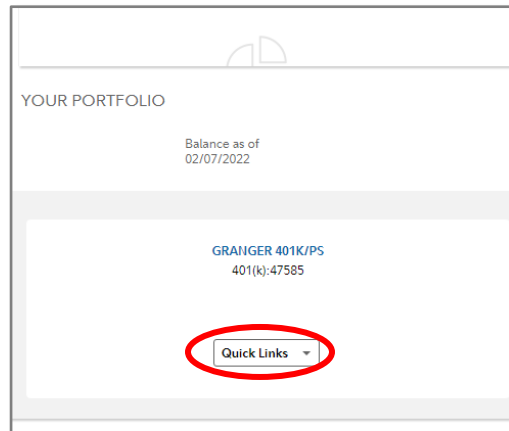 YOUR PORTFOLIO
Balance as of
02/07/2022
GRANGER 401K/PS
401(k):47585
Quick Links